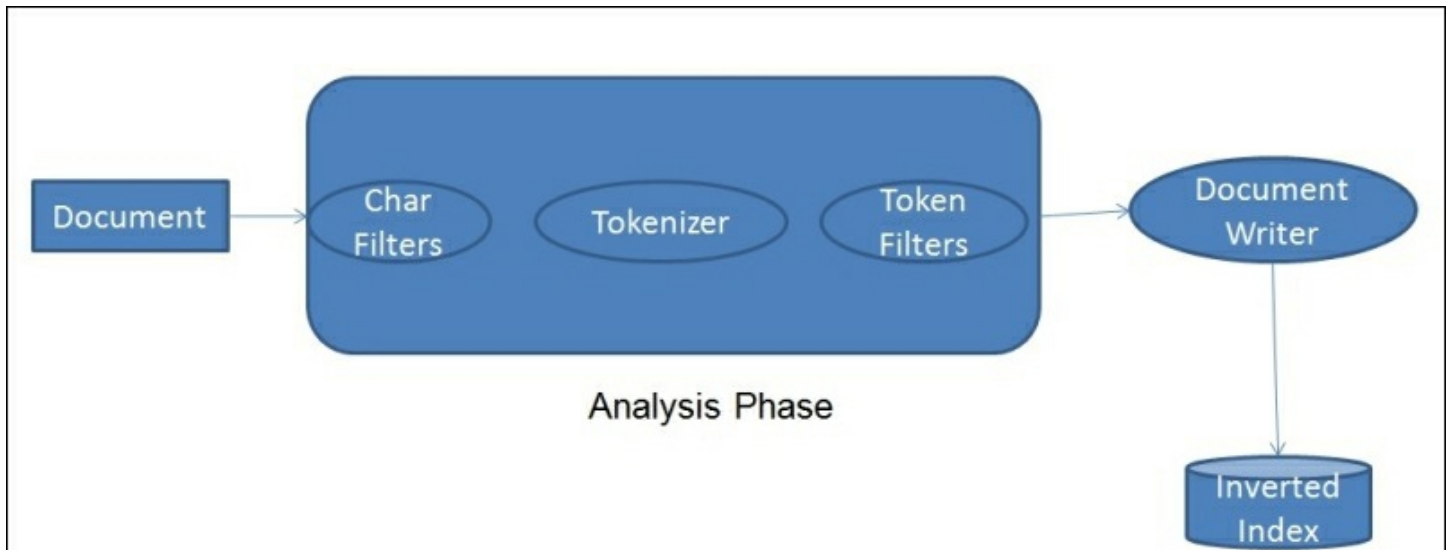 Document
Char
Filters
Tokenizer
Token
Filters
Document
Writer
Analysis Phase
Inverted
Index